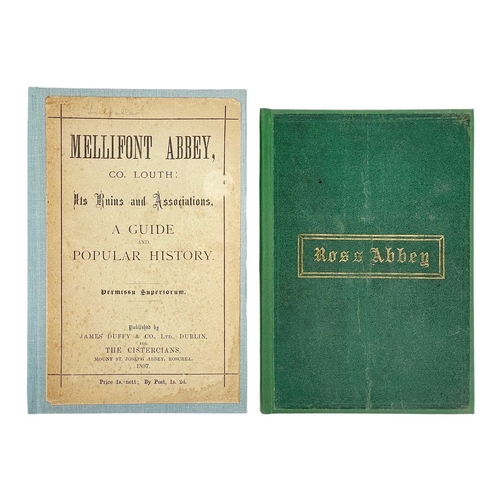 MELLIFONT ABBEY,
CO. LOUTH:
Its Ruins and Associations,
A GUIDE
AND
POPULAR HISTORY.
Permissu Superiorum.
Published by
JAMES DUFFY & CO., LTD., DUBLIN,
FOR
THE CISTERCIANS,
MOUNT ST. JOSEPH ABBEY, ROSCREA.
1897.
Price 1s. nett; By Post, 1s. 2d.
Ross Abbey